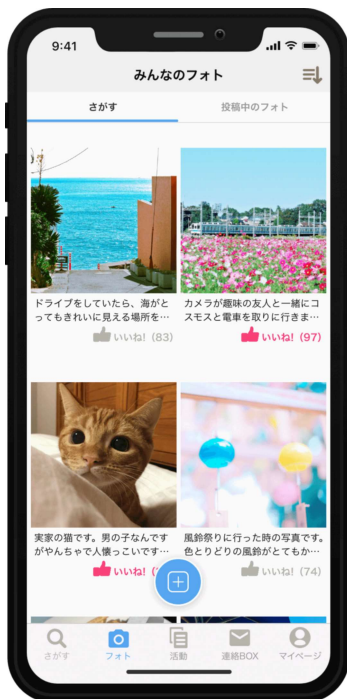 9:41
みんなのフォト
さがす
投稿中のフォト
ドライブをしていたら、海がと
ってもきれいに見える場所を…
いいね! (83)
カメラが趣味の友人と一緒にコ
スモスと電車を取りに行きま…
いいね! (97)
実家の猫です。男の子なんです
がやんちゃで人懐っこいです…
いいね!
風鈴祭りに行った時の写真です。
色とりどりの風鈴がとてもか…
いいね! (74)
さがす
フォト
活動
連絡BOX
マイページ